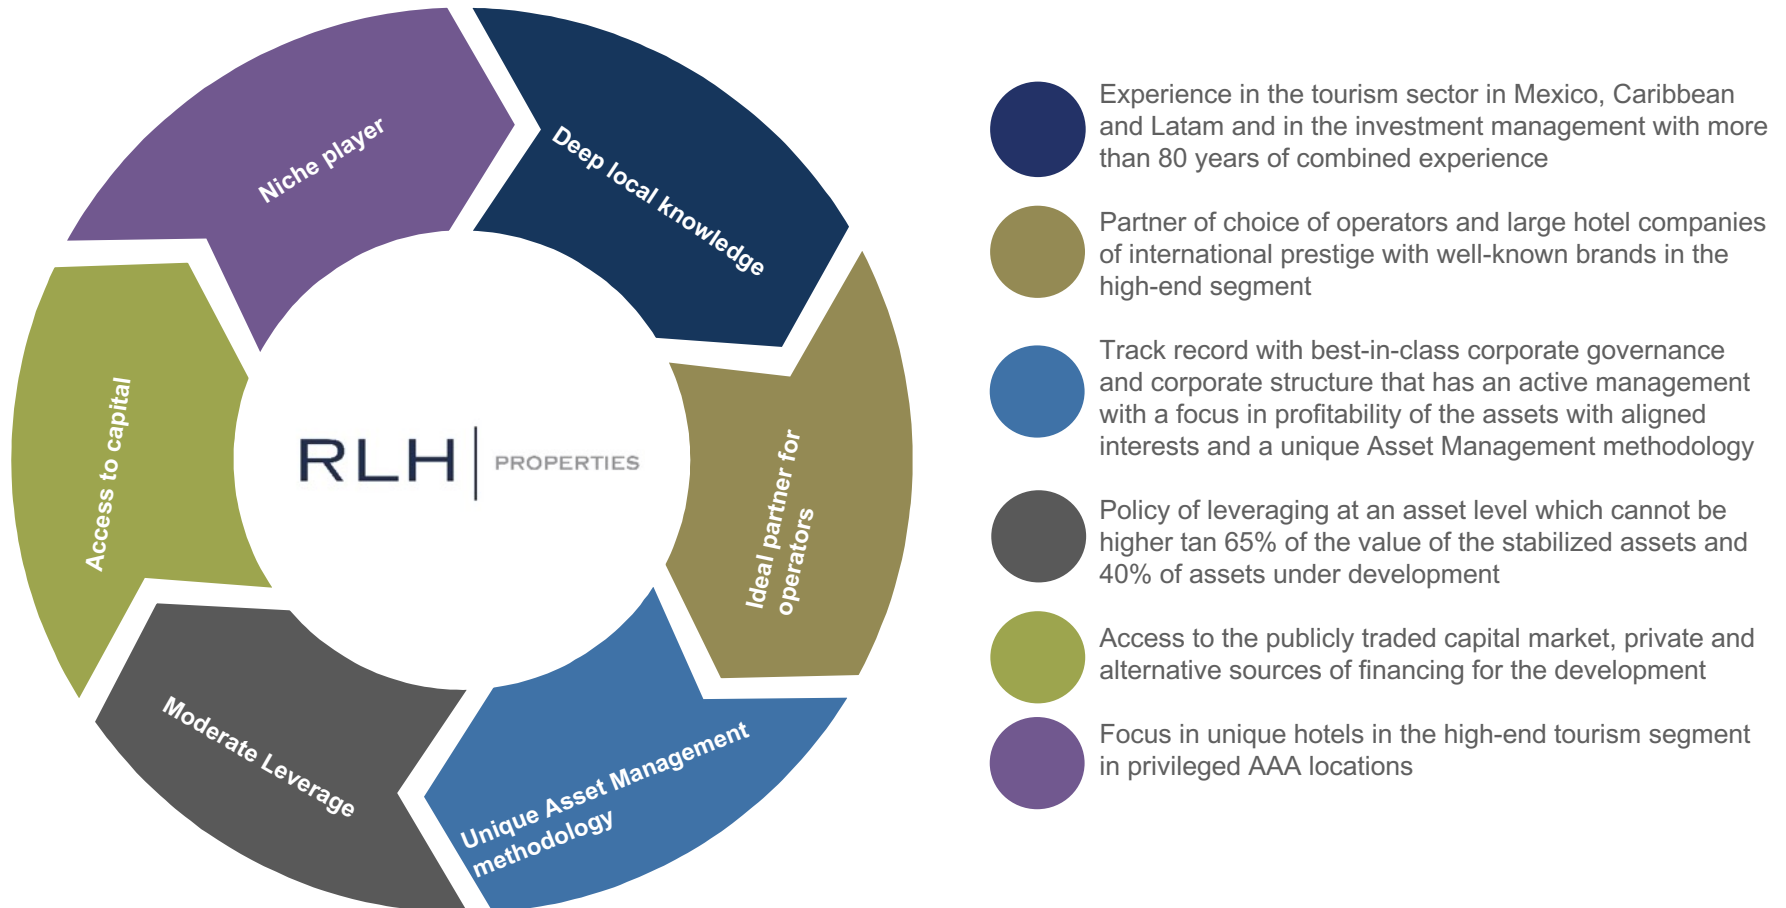 Niche player
Deep local knowledge
Ideal partner for
operators
Unique Asset Management
methodology
Moderate Leverage
Access to capital
RLH PROPERTIES
Experience in the tourism sector in Mexico, Caribbean
and Latam and in the investment management with more
than 80 years of combined experience
Partner of choice of operators and large hotel companies
of international prestige with well-known brands in the
high-end segment
Track record with best-in-class corporate governance
and corporate structure that has an active management
with a focus in profitability of the assets with aligned
interests and a unique Asset Management methodology
Policy of leveraging at an asset level which cannot be
higher tan 65% of the value of the stabilized assets and
40% of assets under development
Access to the publicly traded capital market, private and
alternative sources of financing for the development
Focus in unique hotels in the high-end tourism segment
in privileged AAA locations